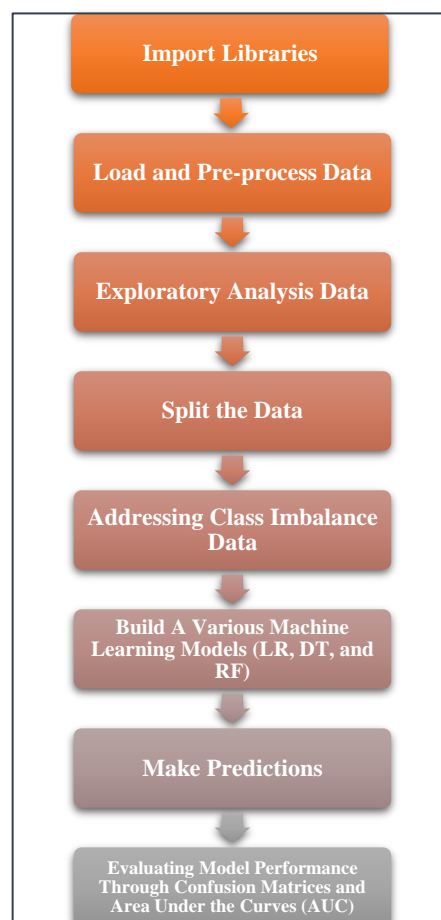 Import Libraries
Load and Pre-process Data
Exploratory Analysis Data
Split the Data
Addressing Class Imbalance
Data
Build A Various Machine
Learning Models (LR, DT, and
RF)
Make Predictions
Evaluating Model Performance
Through Confusion Matrices and
Area Under the Curves (AUC)